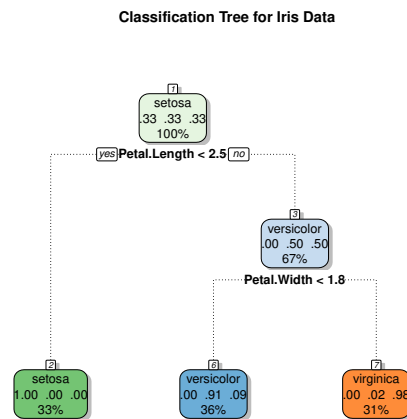 Classification Tree for Iris Data
1
setosa
.33 .33 .33
100%
yes Petal.Length < 2.5 no
3
versicolor
.00 .50 .50
67%
Petal.Width < 1.8
2
setosa
1.00 .00 .00
33%
6
versicolor
.00 .91 .09
36%
7
virginica
.00 .02 .98
31%